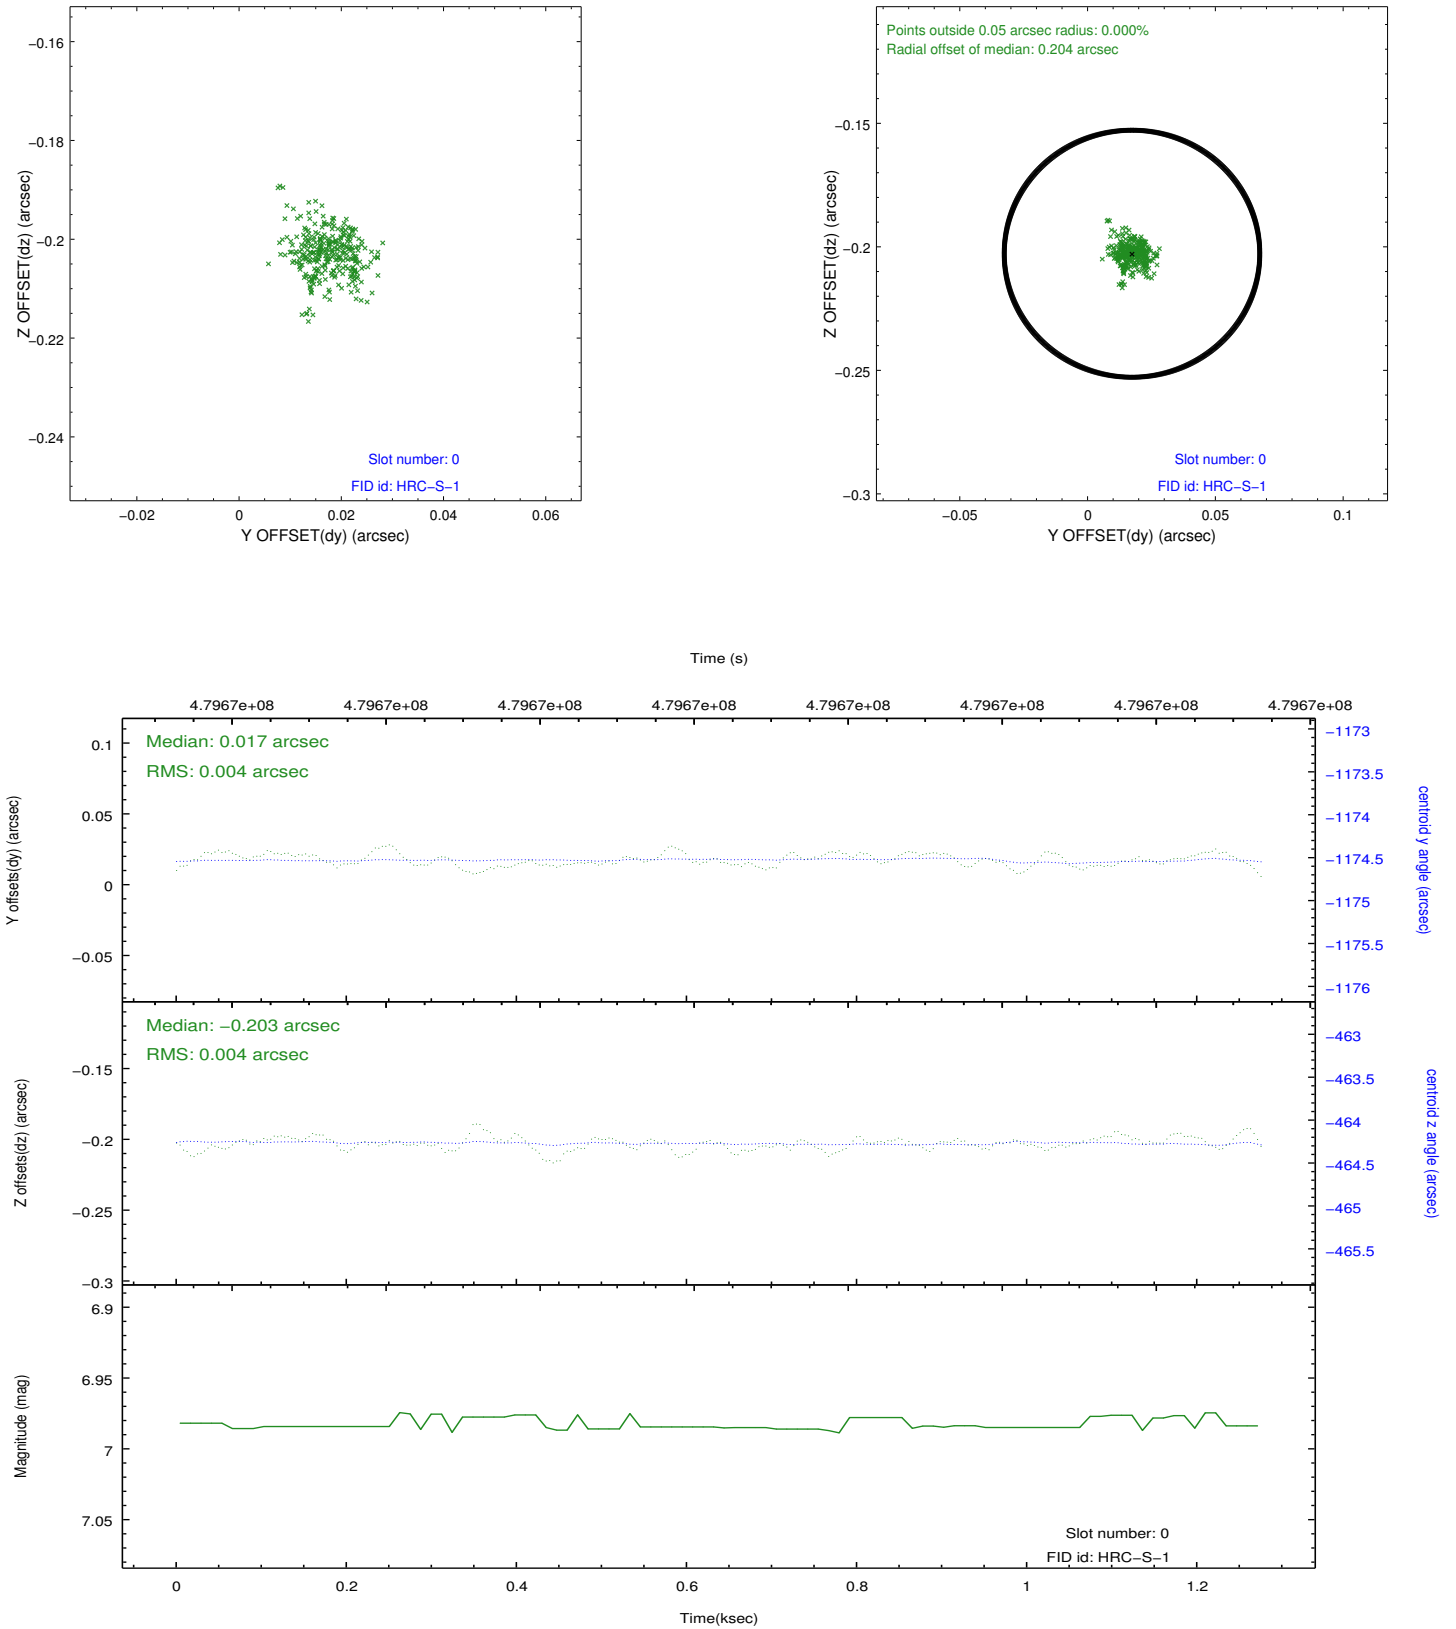 −0.16
−0.18
−0.2
−0.22
−0.24
Z OFFSET(dz) (arcsec)
Slot number: 0
FID id: HRC−S−1
−0.02
0
0.02
0.04
0.06
Y OFFSET(dy) (arcsec)
Points outside 0.05 arcsec radius: 0.000%
Radial offset of median: 0.204 arcsec
−0.15
−0.2
−0.25
−0.3
Z OFFSET(dz) (arcsec)
Slot number: 0
FID id: HRC−S−1
−0.05
0
0.05
0.1
Y OFFSET(dy) (arcsec)
Time (s)
4.7967e+08
4.7967e+08
4.7967e+08
4.7967e+08
4.7967e+08
4.7967e+08
4.7967e+08
4.7967e+08
Median: 0.017 arcsec
RMS: 0.004 arcsec
0.1
0.05
0
−0.05
Y offsets(dy) (arcsec)
−1173
−1173.5
−1174
−1174.5
−1175
−1175.5
−1176
centroid y angle (arcsec)
Median: −0.203 arcsec
RMS: 0.004 arcsec
−0.15
−0.2
−0.25
−0.3
Z offsets(dz) (arcsec)
−463
−463.5
−464
−464.5
−465
−465.5
centroid z angle (arcsec)
6.9
6.95
7
7.05
Magnitude (mag)
Slot number: 0
FID id: HRC−S−1
0
0.2
0.4
0.6
0.8
1
1.2
Time(ksec)